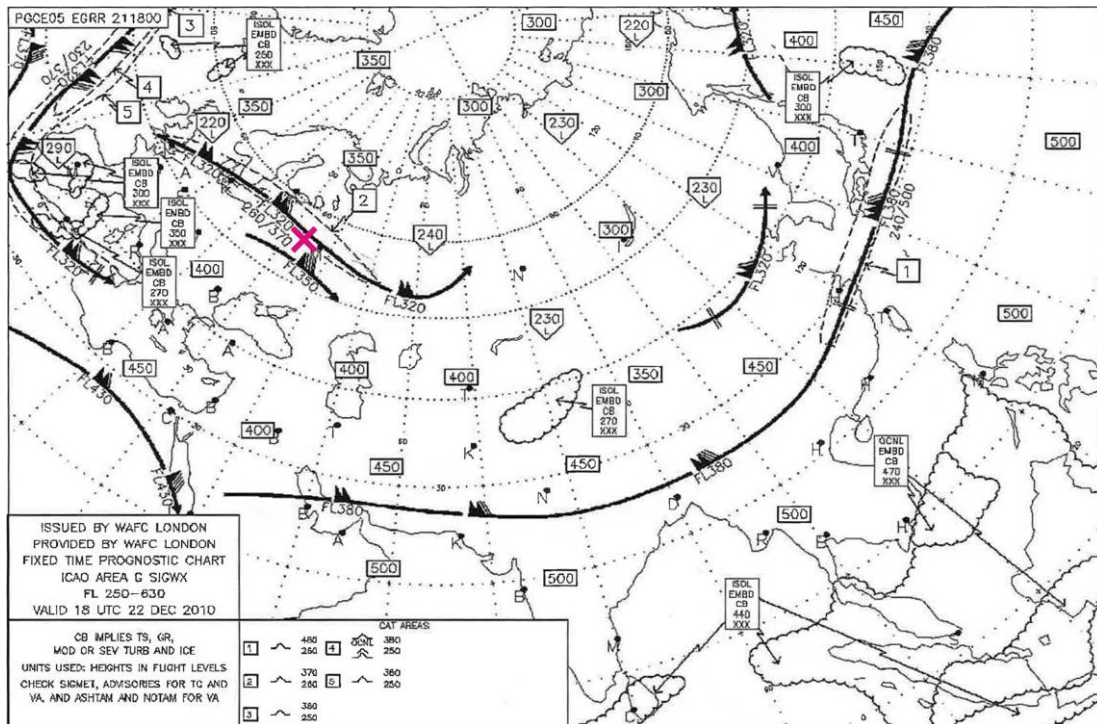 PGCE05 EGRR 211800
3
ISOL
EMBD
CB
250
XXX
4
5
350
350
350
300
300
300
300
220
L
400
450
400
ISOL
EMBD
CB
300
XXX
FL380
500
220
L
290
L
ISOL
EMBD
CB
300
XXX
ISOL
EMBD
CB
350
XXX
ISOL
EMBD
CB
270
XXX
FL320
2
FL320
260/370
FL350
FL320
240
L
230
L
230
L
300
400
FL320
FL380
240/500
1
230
L
400
450
FL430
400
400
350
450
500
500
ISOL
EMBD
CB
270
XXX
400
450
450
FL430
FL380
FL380
OCNL
EMBD
CB
470
XXX
500
500
500
ISOL
EMBD
CB
440
XXX
ISSUED BY WAFC LONDON
PROVIDED BY WAFC LONDON
FIXED TIME PROGNOSTIC CHART
ICAO AREA G SIGWX
FL 250-630
VALID 18 UTC 22 DEC 2010
CB IMPLIES TS, GR,
MOD OR SEV TURB AND ICE
UNITS USED: HEIGHTS IN FLIGHT LEVELS
CHECK SIGMET, ADVISORIES FOR TC AND
VA, AND ASHTAM AND NOTAM FOR VA
CAT AREAS
1 480
250
4 OCNL 380
250
2 370
260
5 360
250
3 380
250